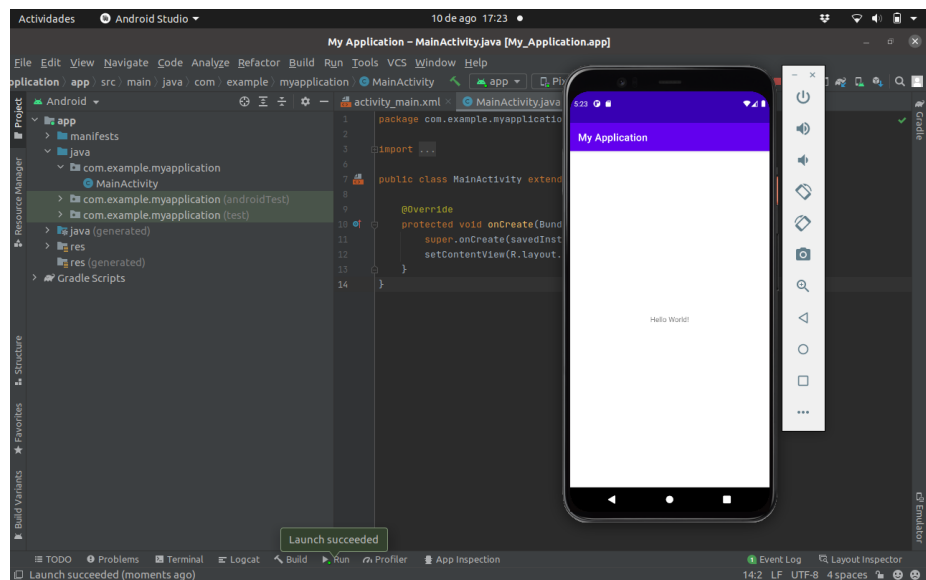 Actividades Android Studio 10 de ago 17:23
My Application – MainActivity.java [My_Application.app]
File Edit View Navigate Code Analyze Refactor Build Run Tools VCS Window Help
app src main java com example myapplication MainActivity app
Android activity_main.xml MainActivity.java
Project
Resource Manager
Structure
Favorites
Build Variants
app
manifests
java
com.example.myapplication
MainActivity
com.example.myapplication (androidTest)
com.example.myapplication (test)
java (generated)
res
res (generated)
Gradle Scripts
1 package com.example.myapplicatio
2
3 import ...
6
7 public class MainActivity extend
8
9 @Override
10 protected void onCreate(Bund
11 super.onCreate(savedInst
12 setContentView(R.layout.
13 }
14 }
5:23
My Application
Hello World!
Gradle
Emulator
Launch succeeded
TODO Problems Terminal Logcat Build Run Profiler App Inspection 1 Event Log Layout Inspector
Launch succeeded (moments ago) 14:2 LF UTF-8 4 spaces